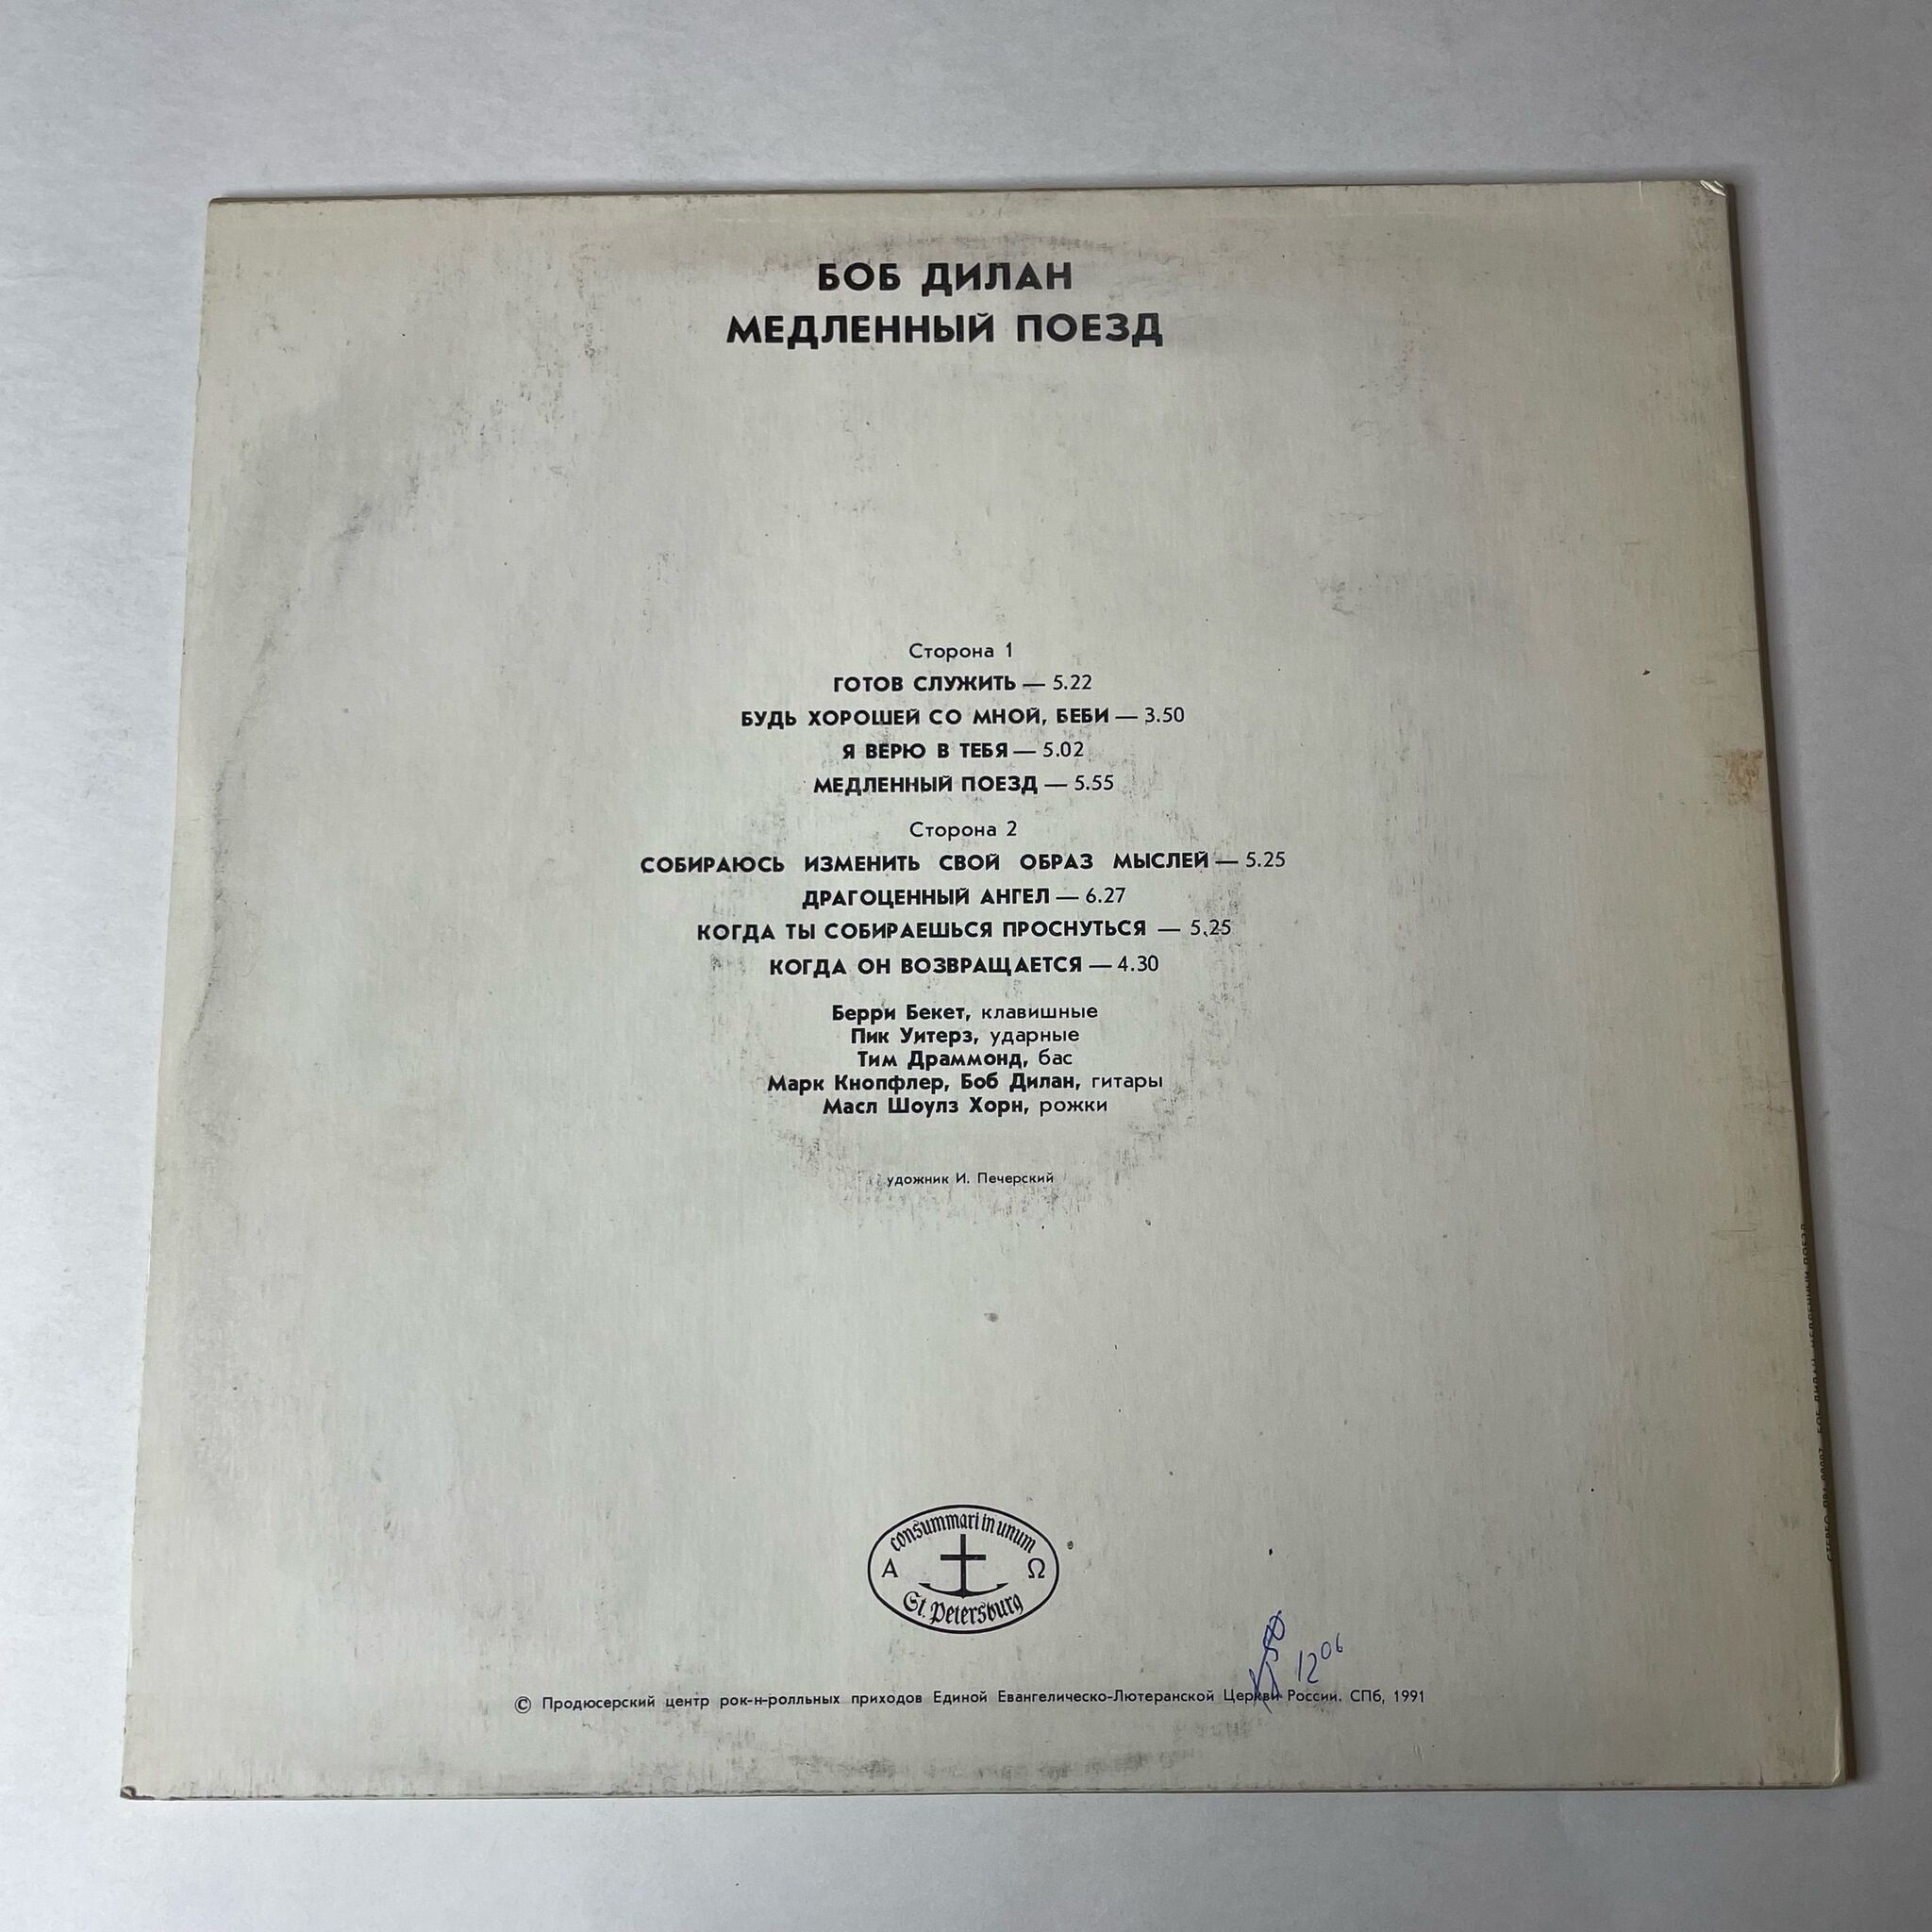 БОБ ДИЛАН
МЕДЛЕННЫЙ ПОЕЗД
Сторона 1
ГОТОВ СЛУЖИТЬ — 5.22
БУДЬ ХОРОШЕЙ СО МНОЙ, БЕБИ — 3.50
Я ВЕРЮ В ТЕБЯ — 5.02
МЕДЛЕННЫЙ ПОЕЗД — 5.55
Сторона 2
СОБИРАЮСЬ ИЗМЕНИТЬ СВОЙ ОБРАЗ МЫСЛЕЙ — 5.25
ДРАГОЦЕННЫЙ АНГЕЛ — 6.27
КОГДА ТЫ СОБИРАЕШЬСЯ ПРОСНУТЬСЯ — 5.25
КОГДА ОН ВОЗВРАЩАЕТСЯ — 4.30
Берри Бекет, клавишные
Пик Уитерз, ударные
Тим Драммонд, бас
Марк Кнопфлер, Боб Дилан, гитары
Масл Шоулз Хорн, рожки
удожник И. Печерский
consummari in unum
Α Ω
St. Petersburg
12 06
© Продюсерский центр рок-н-ролльных приходов Единой Евангелическо-Лютеранской Церкви России. СПб, 1991
БОБ ДИЛАН. МЕДЛЕННЫЙ ПОЕЗД